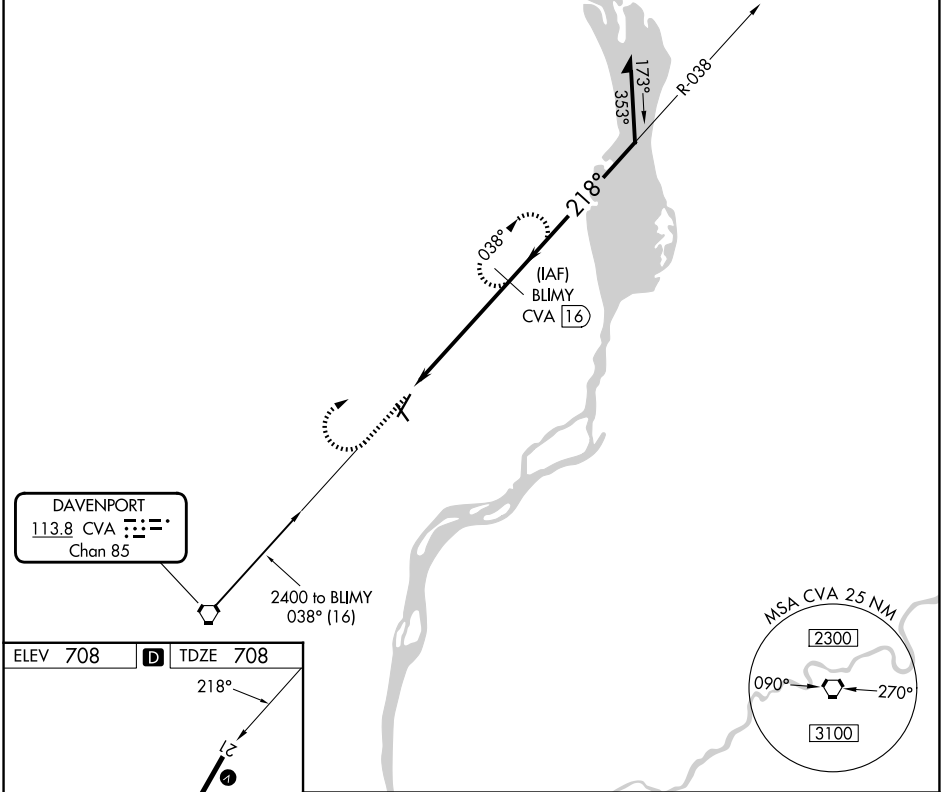 R-038
173°
353°
218°
038°
(IAF)
BLIMY
CVA 16
DAVENPORT
113.8 CVA
Chan 85
2400 to BLIMY
038° (16)
MSA CVA 25 NM
2300
090°
270°
3100
ELEV 708 D TDZE 708
218°
21